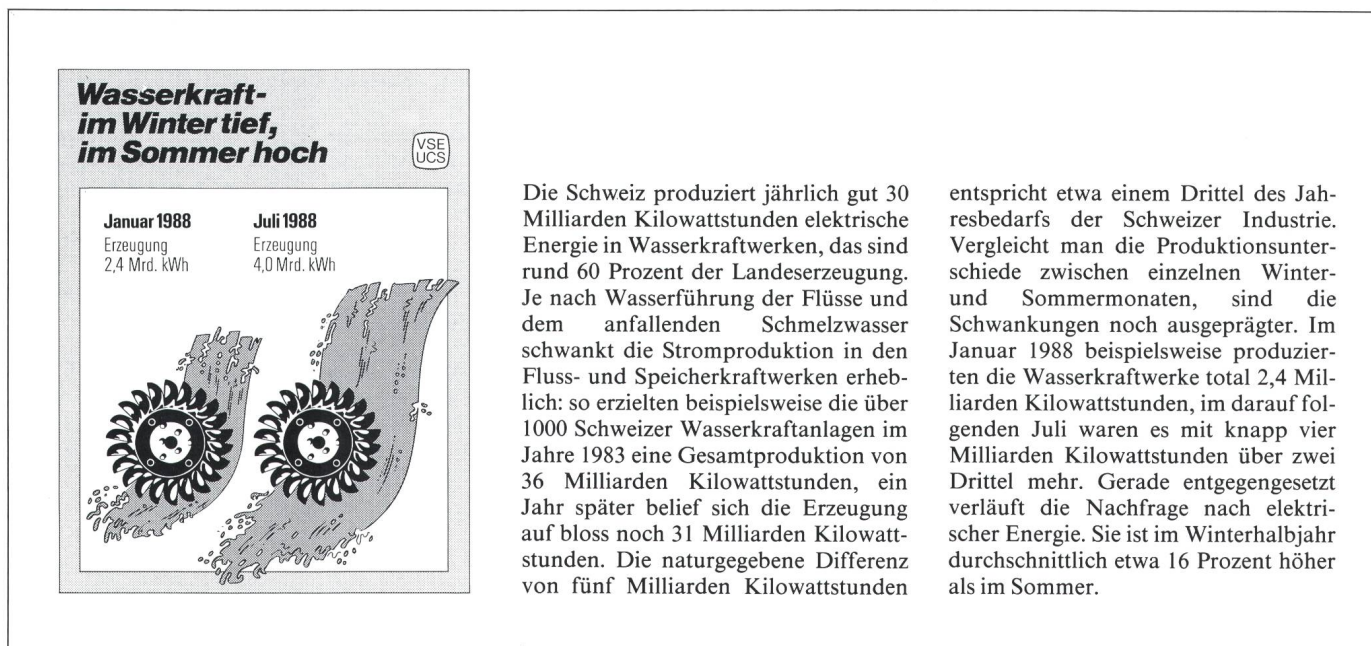 Wasserkraft-
im Winter tief,
im Sommer hoch
VSE
UCS
Januar 1988
Erzeugung
2,4 Mrd. kWh
Juli 1988
Erzeugung
4,0 Mrd. kWh
Die Schweiz produziert jährlich gut 30
Milliarden Kilowattstunden elektrische
Energie in Wasserkraftwerken, das sind
rund 60 Prozent der Landeserzeugung.
Je nach Wasserführung der Flüsse und
dem anfallenden Schmelzwasser
schwankt die Stromproduktion in den
Fluss- und Speicherkraftwerken erheb-
lich: so erzielten beispielsweise die über
1000 Schweizer Wasserkraftanlagen im
Jahre 1983 eine Gesamtproduktion von
36 Milliarden Kilowattstunden, ein
Jahr später belief sich die Erzeugung
auf bloss noch 31 Milliarden Kilowatt-
stunden. Die naturgegebene Differenz
von fünf Milliarden Kilowattstunden
entspricht etwa einem Drittel des Jah-
resbedarfs der Schweizer Industrie.
Vergleicht man die Produktionsunter-
schiede zwischen einzelnen Winter-
und Sommermonaten, sind die
Schwankungen noch ausgeprägter. Im
Januar 1988 beispielsweise produzier-
ten die Wasserkraftwerke total 2,4 Mil-
liarden Kilowattstunden, im darauf fol-
genden Juli waren es mit knapp vier
Milliarden Kilowattstunden über zwei
Drittel mehr. Gerade entgegengesetzt
verläuft die Nachfrage nach elektri-
scher Energie. Sie ist im Winterhalbjahr
durchschnittlich etwa 16 Prozent höher
als im Sommer.